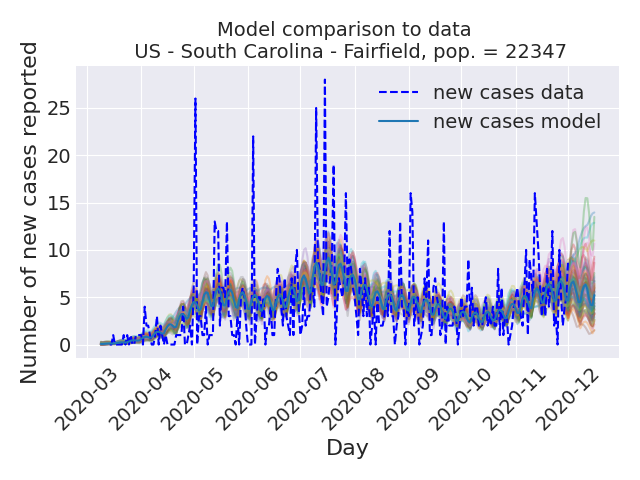 Model comparison to data
US - South Carolina - Fairfield, pop. = 22347
Number of new cases reported
25
20
15
10
5
0
new cases data
new cases model
2020-03
2020-04
2020-05
2020-06
2020-07
2020-08
2020-09
2020-10
2020-11
2020-12
Day